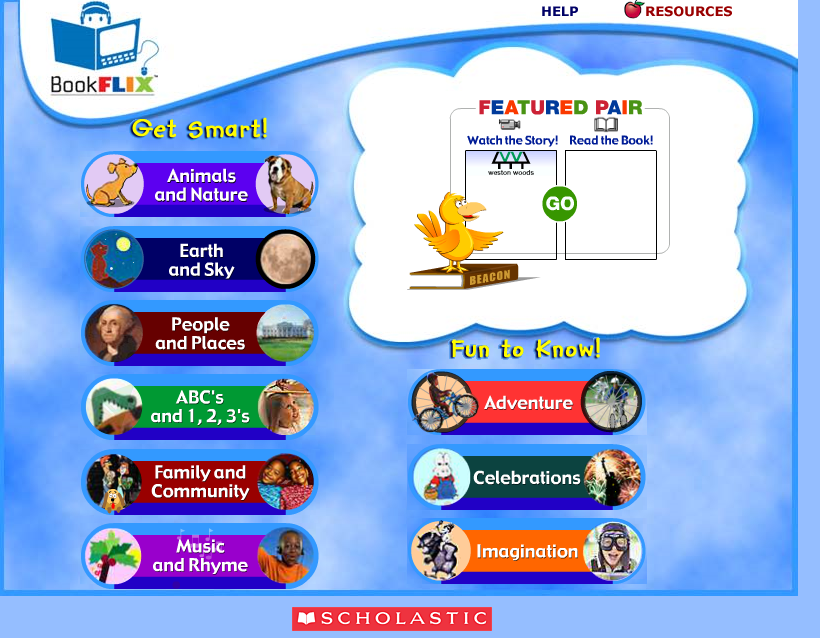 HELP
RESOURCES
BookFLIX™
Get Smart!
Animals
and Nature
Earth
and Sky
People
and Places
ABC's
and 1, 2, 3's
Family and
Community
Music
and Rhyme
FEATURED PAIR
Watch the Story!
Read the Book!
weston woods
GO
BEACON
Fun to Know!
Adventure
Celebrations
Imagination
SCHOLASTIC